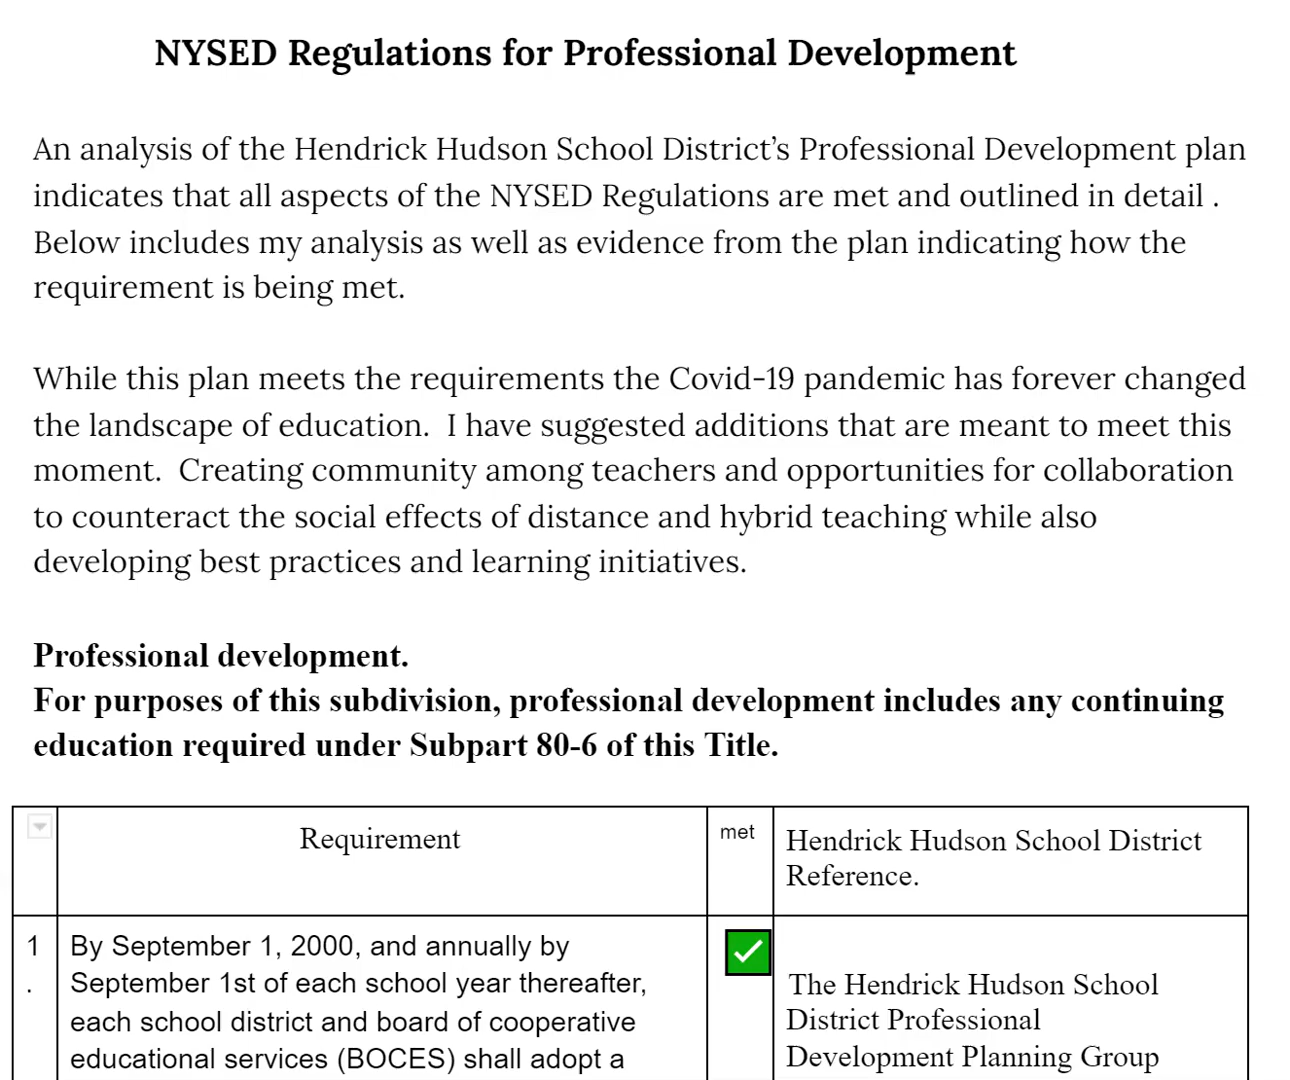 NYSED Regulations for Professional Development
An analysis of the Hendrick Hudson School District’s Professional Development plan
indicates that all aspects of the NYSED Regulations are met and outlined in detail .
Below includes my analysis as well as evidence from the plan indicating how the
requirement is being met.
While this plan meets the requirements the Covid-19 pandemic has forever changed
the landscape of education.  I have suggested additions that are meant to meet this
moment.  Creating community among teachers and opportunities for collaboration
to counteract the social effects of distance and hybrid teaching while also
developing best practices and learning initiatives.
Professional development.
For purposes of this subdivision, professional development includes any continuing
education required under Subpart 80-6 of this Title.
Requirement
met
Hendrick Hudson School District
Reference.
1
.
By September 1, 2000, and annually by
September 1st of each school year thereafter,
each school district and board of cooperative
educational services (BOCES) shall adopt a
The Hendrick Hudson School
District Professional
Development Planning Group